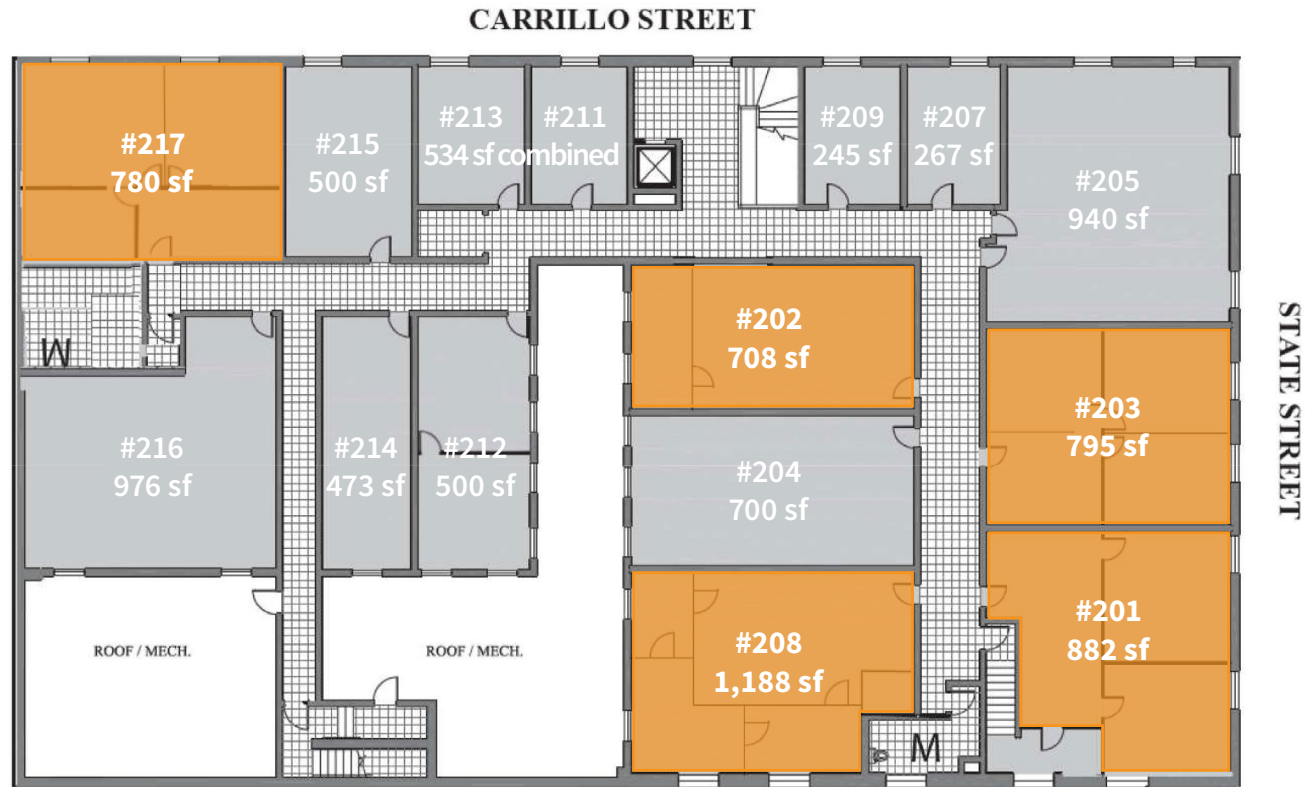 CARRILLO STREET
#217
780 sf
#215
500 sf
#213
#211
534 sf combined
#209
245 sf
#207
267 sf
#205
940 sf
#202
708 sf
STATE STREET
#203
795 sf
W
#216
976 sf
#214
473 sf
#212
500 sf
#204
700 sf
#201
882 sf
#208
1,188 sf
ROOF / MECH.
ROOF / MECH.
M